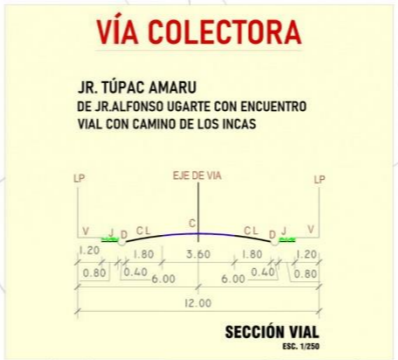 VÍA COLECTORA
JR. TÚPAC AMARU
DE JR.ALFONSO UGARTE CON ENCUENTRO
VIAL CON CAMINO DE LOS INCAS
LP EJE DE VIA LP
V J D C L C C L D J V
1.20 1.80 3.60 1.80 1.20
0.80 0.40 6.00 6.00 0.40 0.80
12.00
SECCIÓN VIAL
ESC. 1/250